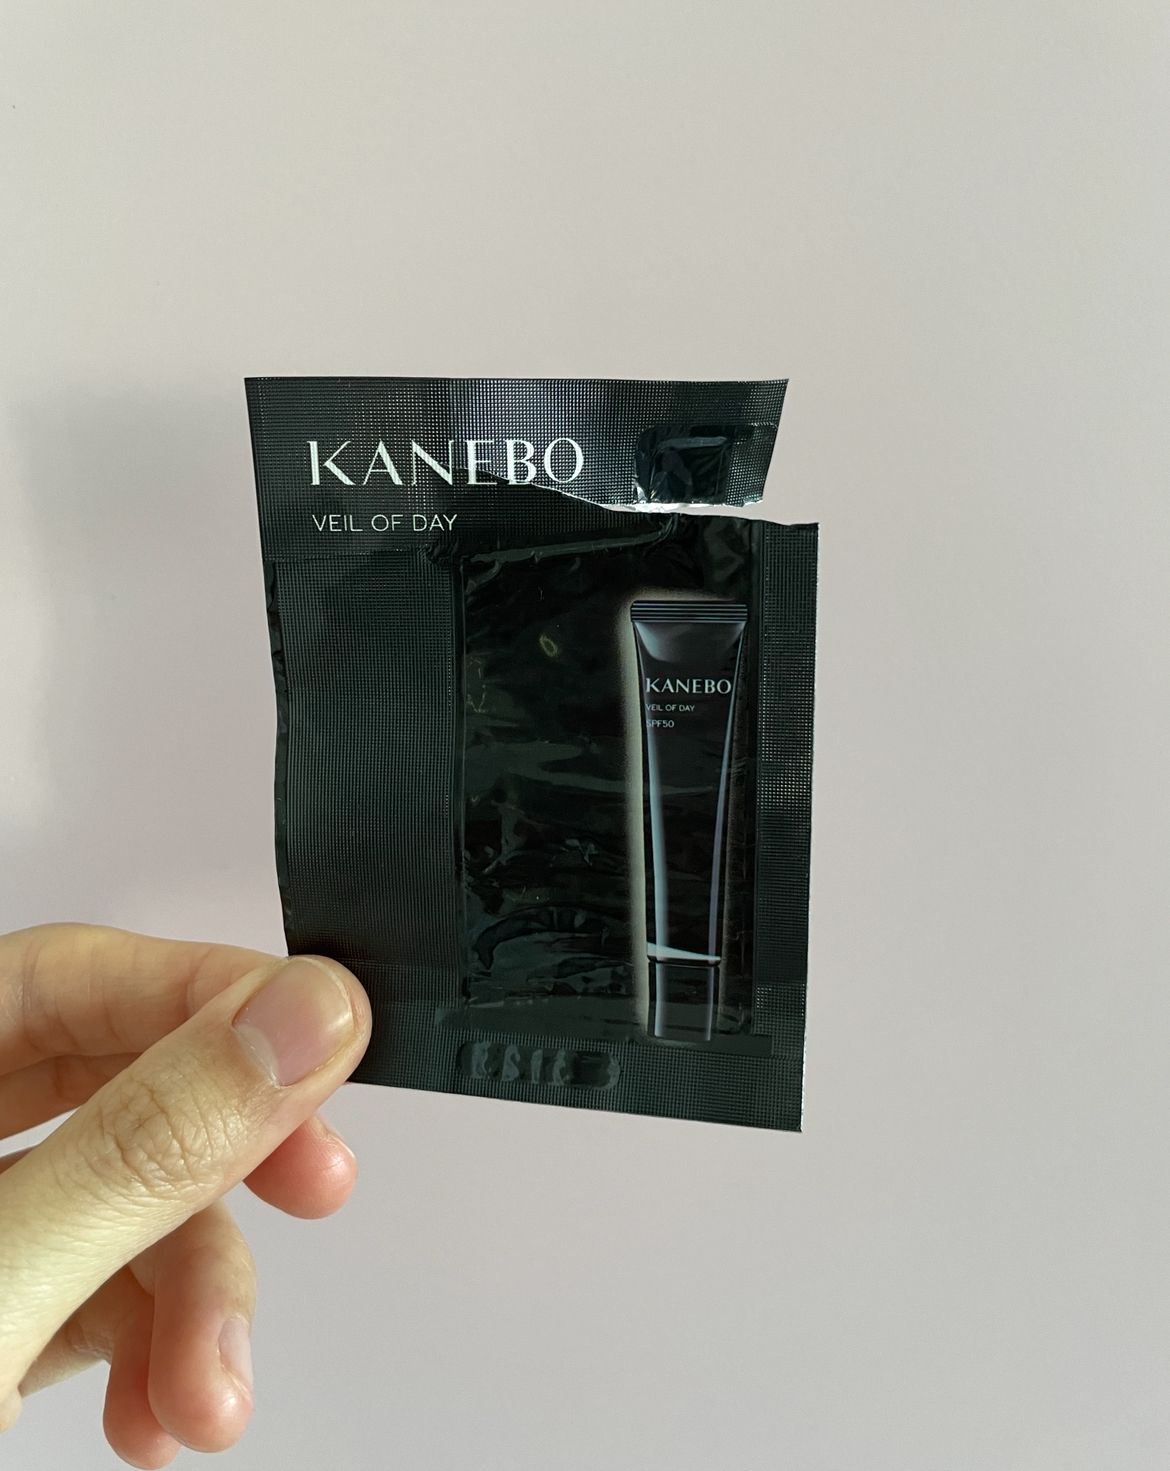 KANEBO
VEIL OF DAY
KANEBO
VEIL OF DAY
SPF50